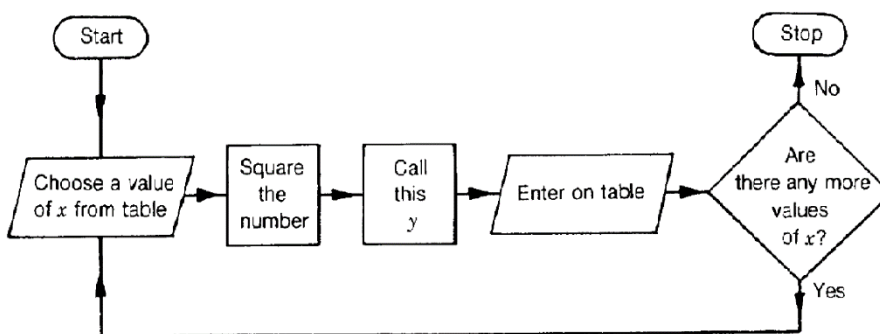 Start
Choose a value
of x from table
Square
the
number
Call
this
y
Enter on table
Are
there any more
values
of x?
No
Stop
Yes